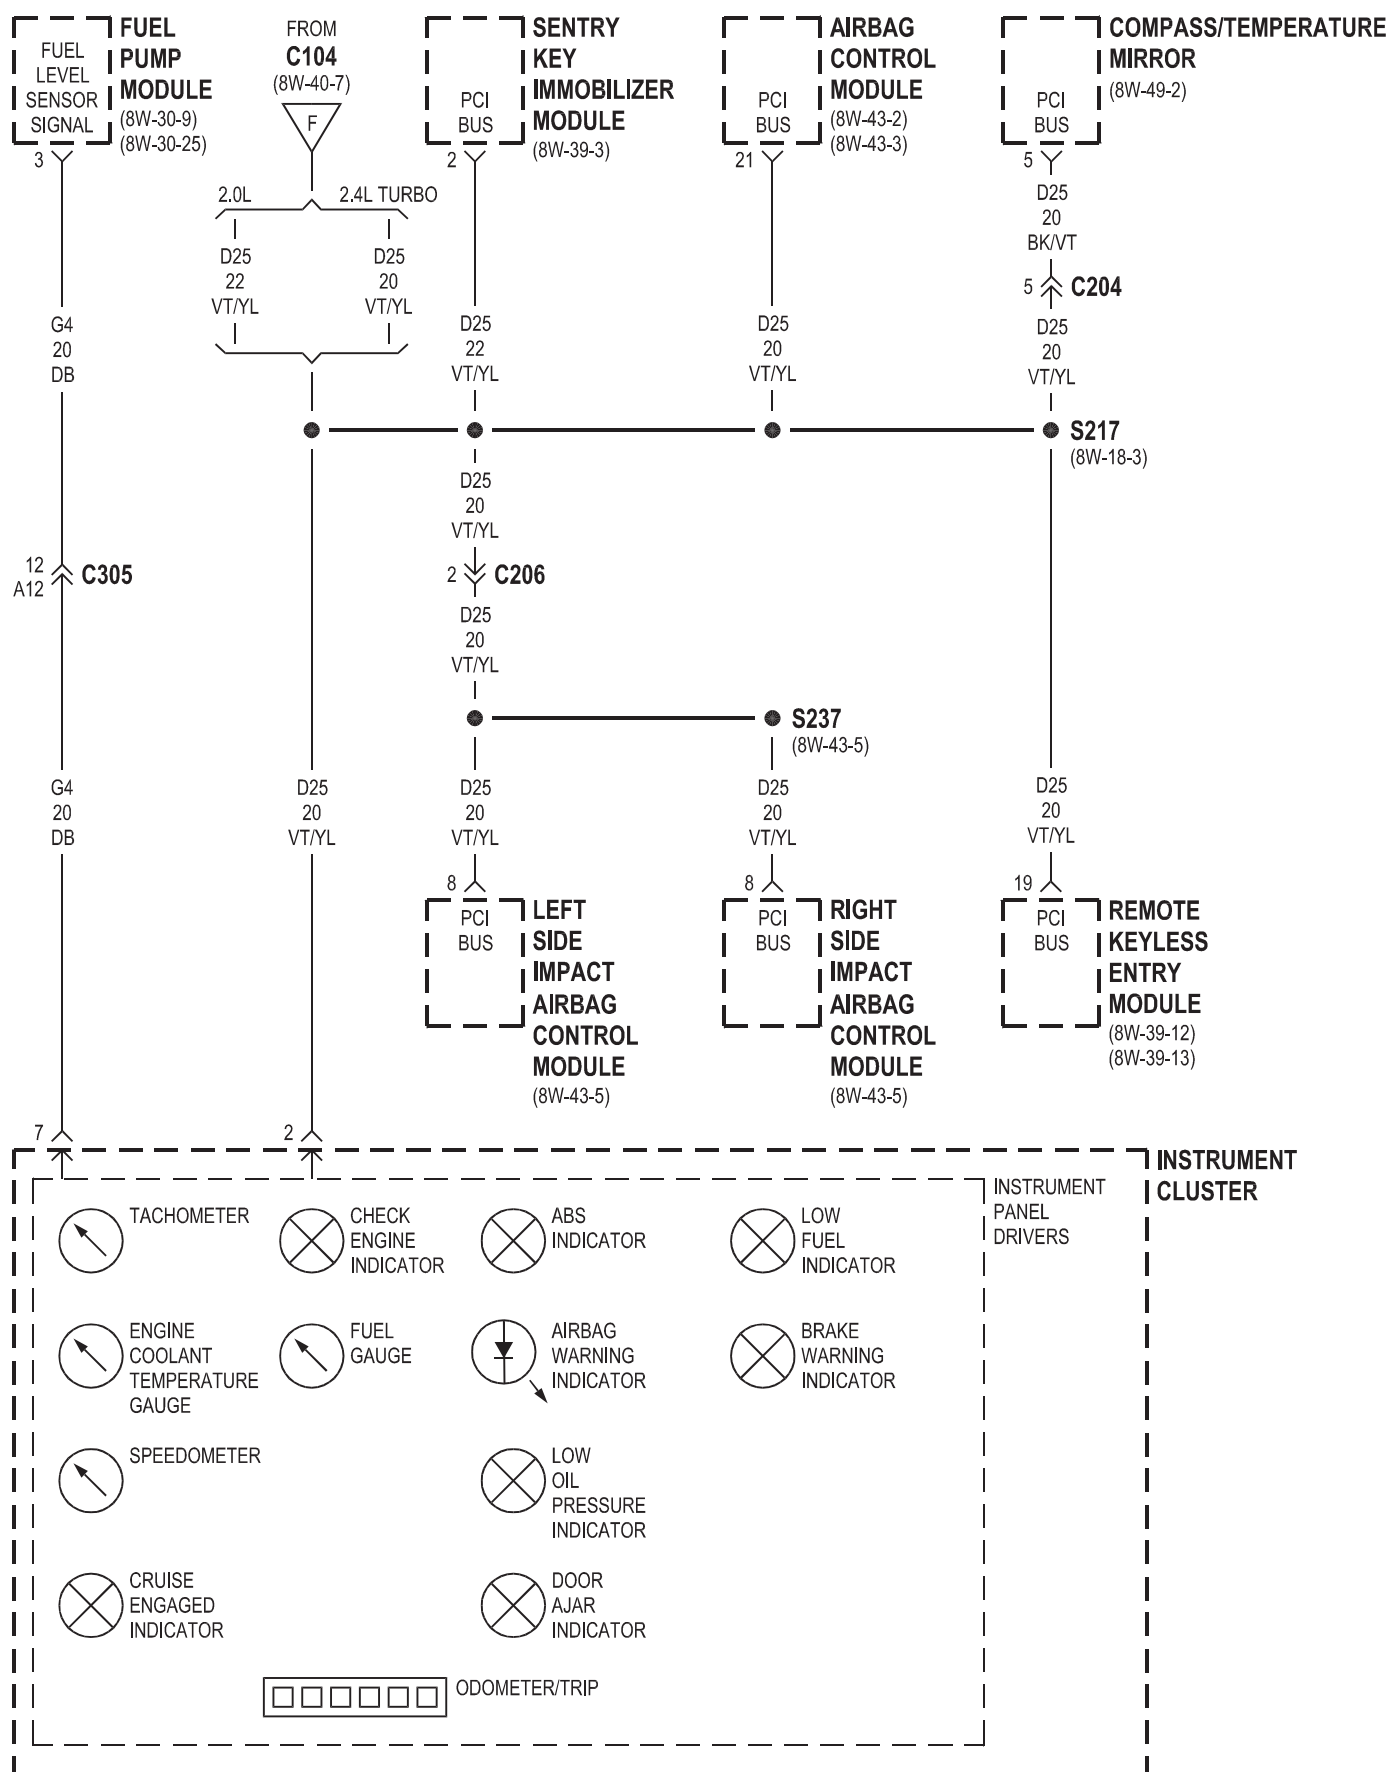 FUEL
LEVEL
SENSOR
SIGNAL
FUEL
PUMP
MODULE
(8W-30-9)
(8W-30-25)
3
FROM
C104
(8W-40-7)
F
PCI
BUS
SENTRY
KEY
IMMOBILIZER
MODULE
(8W-39-3)
2
PCI
BUS
AIRBAG
CONTROL
MODULE
(8W-43-2)
(8W-43-3)
21
PCI
BUS
COMPASS/TEMPERATURE
MIRROR
(8W-49-2)
5
2.0L
2.4L TURBO
D25
22
VT/YL
D25
20
VT/YL
D25
20
BK/VT
5
C204
G4
20
DB
D25
22
VT/YL
D25
20
VT/YL
D25
20
VT/YL
S217
(8W-18-3)
D25
20
VT/YL
12
A12
C305
2
C206
D25
20
VT/YL
S237
(8W-43-5)
G4
20
DB
D25
20
VT/YL
D25
20
VT/YL
D25
20
VT/YL
D25
20
VT/YL
8
PCI
BUS
LEFT
SIDE
IMPACT
AIRBAG
CONTROL
MODULE
(8W-43-5)
8
PCI
BUS
RIGHT
SIDE
IMPACT
AIRBAG
CONTROL
MODULE
(8W-43-5)
19
PCI
BUS
REMOTE
KEYLESS
ENTRY
MODULE
(8W-39-12)
(8W-39-13)
7
2
INSTRUMENT
CLUSTER
INSTRUMENT
PANEL
DRIVERS
TACHOMETER
CHECK
ENGINE
INDICATOR
ABS
INDICATOR
LOW
FUEL
INDICATOR
ENGINE
COOLANT
TEMPERATURE
GAUGE
FUEL
GAUGE
AIRBAG
WARNING
INDICATOR
BRAKE
WARNING
INDICATOR
SPEEDOMETER
LOW
OIL
PRESSURE
INDICATOR
CRUISE
ENGAGED
INDICATOR
DOOR
AJAR
INDICATOR
ODOMETER/TRIP